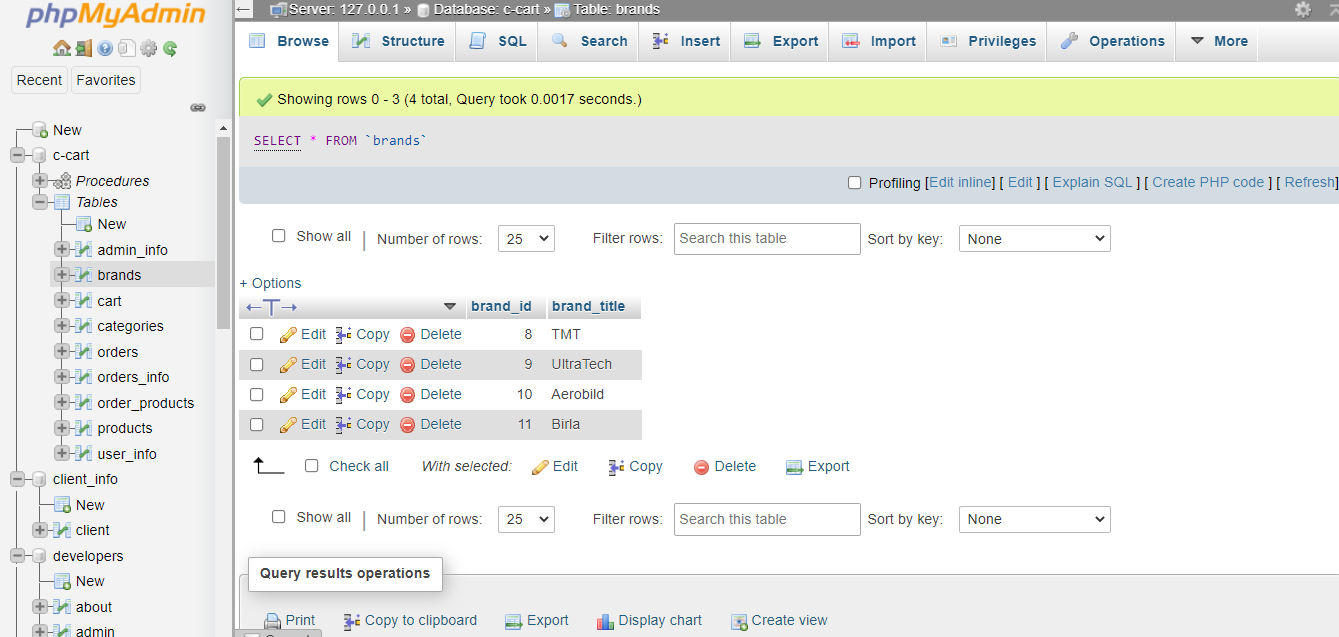 phpMyAdmin
Recent Favorites
New
c-cart
Procedures
Tables
New
admin_info
brands
cart
categories
orders
orders_info
order_products
products
user_info
client_info
New
client
developers
New
about
admin
Server: 127.0.0.1 » Database: c-cart » Table: brands
Browse Structure SQL Search Insert Export Import Privileges Operations More
Showing rows 0 - 3 (4 total, Query took 0.0017 seconds.)
SELECT * FROM `brands`
Profiling [Edit inline] [ Edit ] [ Explain SQL ] [ Create PHP code ] [ Refresh]
Show all | Number of rows: 25 Filter rows: Search this table Sort by key: None
+ Options
←T→ brand_id brand_title
Edit Copy Delete 8 TMT
Edit Copy Delete 9 UltraTech
Edit Copy Delete 10 Aerobild
Edit Copy Delete 11 Birla
Check all With selected: Edit Copy Delete Export
Show all | Number of rows: 25 Filter rows: Search this table Sort by key: None
Query results operations
Print Copy to clipboard Export Display chart Create view